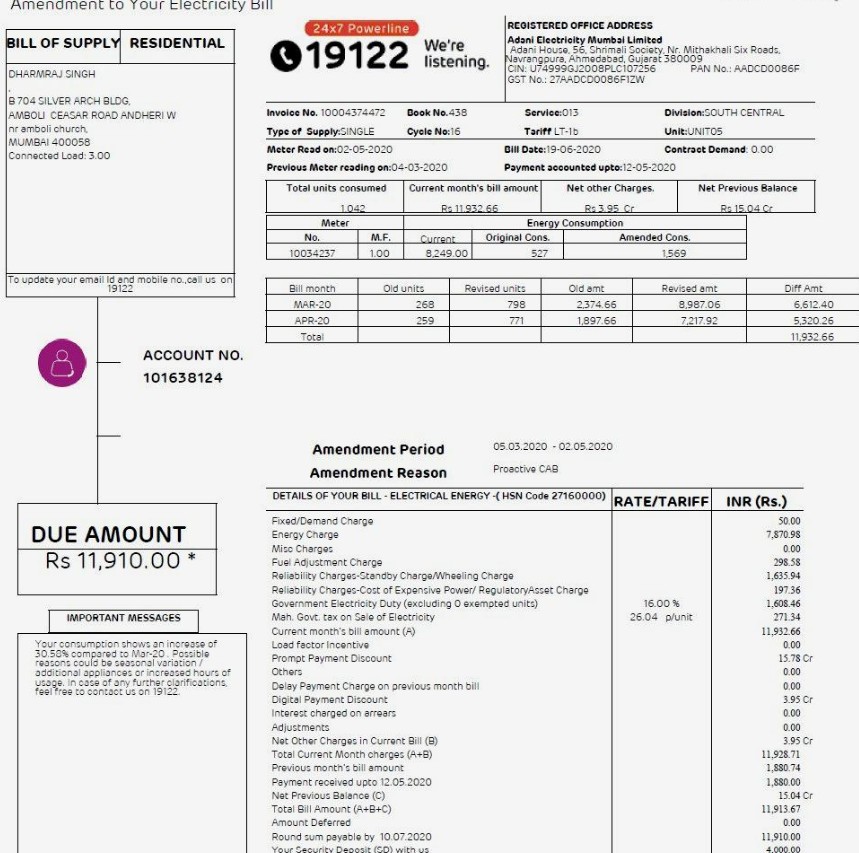 Amendment to Your Electricity Bill
BILL OF SUPPLY RESIDENTIAL
DHARMRAJ SINGH
,
B 704 SILVER ARCH BLDG,
AMBOLI CEASAR ROAD ANDHERI W
nr amboli church,
MUMBAI 400058
Connected Load: 3.00
To update your email Id and mobile no.,call us on
19122
24x7 Powerline
19122 We're listening.
REGISTERED OFFICE ADDRESS
Adani Electricity Mumbai Limited
Adani House, 56, Shrimali Society, Nr. Mithakhali Six Roads,
Navrangpura, Ahmedabad, Gujarat 380009
CIN: U74999GJ2008PLC107256 PAN No.: AADCD0086F
GST No.: 27AADCD0086F1ZW
Invoice No. 10004374472 Book No.438 Service:013 Division:SOUTH CENTRAL
Type of Supply:SINGLE Cycle No:16 Tariff LT-1b Unit:UNIT05
Meter Read on:02-05-2020 Bill Date:19-06-2020 Contract Demand: 0.00
Previous Meter reading on:04-03-2020 Payment accounted upto:12-05-2020
Total units consumed Current month's bill amount Net other Charges. Net Previous Balance
1.042 Rs 11,932.66 Rs 3.95 Cr Rs 15.04 Cr
Meter Energy Consumption
No. M.F. Current Original Cons. Amended Cons.
10034237 1.00 8,249.00 527 1,569
Bill month Old units Revised units Old amt Revised amt Diff Amt
MAR-20 268 798 2,374.66 8,987.06 6,612.40
APR-20 259 771 1,897.66 7,217.92 5,320.26
Total 11,932.66
ACCOUNT NO.
101638124
Amendment Period 05.03.2020 - 02.05.2020
Amendment Reason Proactive CAB
DUE AMOUNT
Rs 11,910.00 *
IMPORTANT MESSAGES
Your consumption shows an increase of
30.58% compared to Mar-20 . Possible
reasons could be seasonal variation /
additional appliances or increased hours of
usage. In case of any further clarifications,
feel free to contact us on 19122.
DETAILS OF YOUR BILL - ELECTRICAL ENERGY -( HSN Code 27160000) RATE/TARIFF INR (Rs.)
Fixed/Demand Charge 50.00
Energy Charge 7,870.98
Misc Charges 0.00
Fuel Adjustment Charge 298.58
Reliability Charges-Standby Charge/Wheeling Charge 1,635.94
Reliability Charges-Cost of Expensive Power/ RegulatoryAsset Charge 197.36
Government Electricity Duty (excluding 0 exempted units) 16.00 % 1,608.46
Mah. Govt. tax on Sale of Electricity 26.04 p/unit 271.34
Current month's bill amount (A) 11,932.66
Load factor Incentive 0.00
Prompt Payment Discount 15.78 Cr
Others 0.00
Delay Payment Charge on previous month bill 0.00
Digital Payment Discount 3.95 Cr
Interest charged on arrears 0.00
Adjustments 0.00
Net Other Charges in Current Bill (B) 3.95 Cr
Total Current Month charges (A+B) 11,928.71
Previous month's bill amount 1,880.74
Payment received upto 12.05.2020 1,880.00
Net Previous Balance (C) 15.04 Cr
Total Bill Amount (A+B+C) 11,913.67
Amount Deferred 0.00
Round sum payable by 10.07.2020 11,910.00
Your Security Deposit (SD) with us 4,000.00